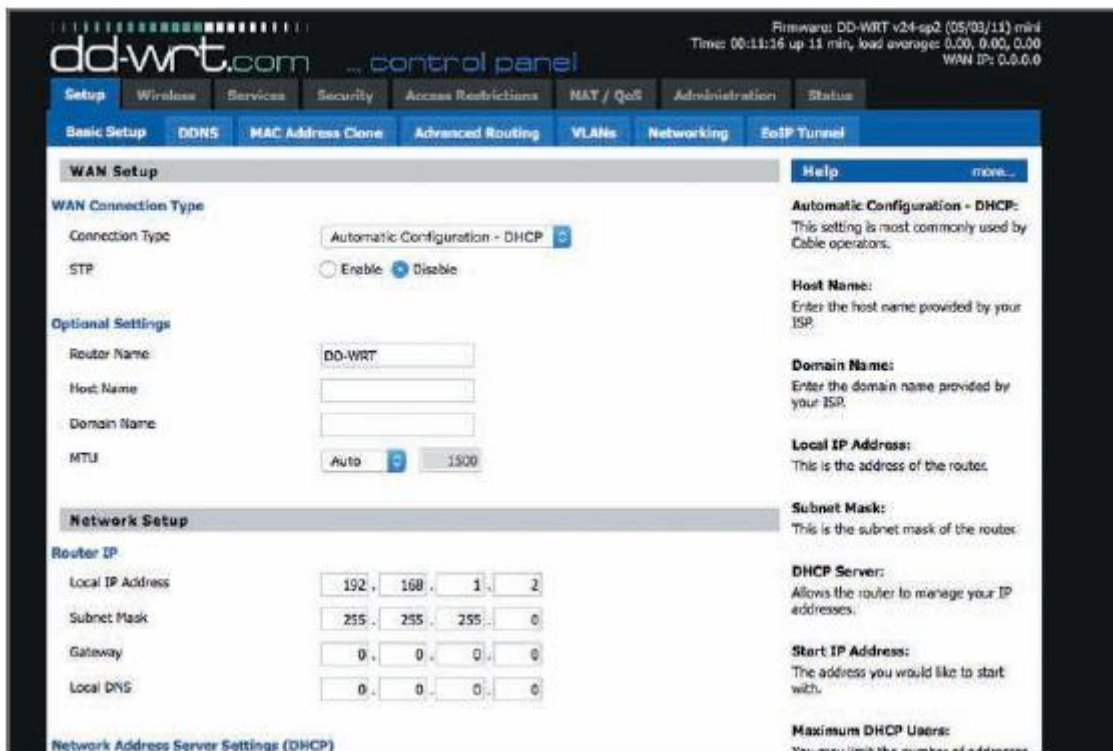 dd-wrt.com ... control panel
Firmware: DD-WRT v24-sp2 (05/03/11) mini
Time: 00:11:16 up 11 min, load average: 0.00, 0.00, 0.00
WAN IP: 0.0.0.0
Setup Wireless Services Security Access Restrictions NAT / QoS Administration Status
Basic Setup DDNS MAC Address Clone Advanced Routing VLANs Networking EoIP Tunnel
WAN Setup
WAN Connection Type
Connection Type Automatic Configuration - DHCP
STP Enable Disable
Optional Settings
Router Name DD-WRT
Host Name
Domain Name
MTU Auto 1500
Network Setup
Router IP
Local IP Address 192 . 168 . 1 . 2
Subnet Mask 255 . 255 . 255 . 0
Gateway 0 . 0 . 0 . 0
Local DNS 0 . 0 . 0 . 0
Network Address Server Settings (DHCP)
Help more...
Automatic Configuration - DHCP:
This setting is most commonly used by
Cable operators.
Host Name:
Enter the host name provided by your
ISP.
Domain Name:
Enter the domain name provided by
your ISP.
Local IP Address:
This is the address of the router.
Subnet Mask:
This is the subnet mask of the router.
DHCP Server:
Allows the router to manage your IP
addresses.
Start IP Address:
The address you would like to start
with.
Maximum DHCP Users:
You may limit the number of addresses